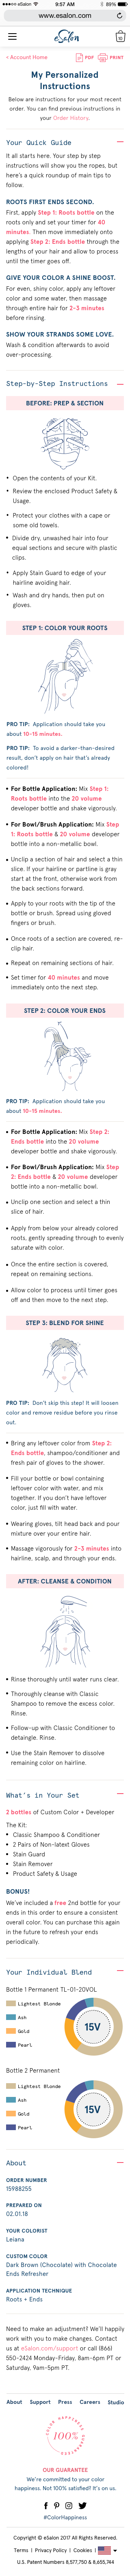 eSalon
9:57 AM
89%
www.esalon.com
eSalon
< Account Home
PDF
PRINT
My Personalized
Instructions
Below are instructions for your most recent
order. You can find previous instructions on
your Order History.
Your Quick Guide
It all starts here. Your step by step
instructions will show you the ropes, but
here's a breakdown of what's about to
follow.
ROOTS FIRST ENDS SECOND.
First, apply Step 1: Roots bottle on the
roots only. Set your timer for 40
minutes. When time's up, move onto
applying Step 2: Ends bottle through the
lengths of your hair and allow to process
until the timer ends.
GIVE YOUR COLOR A SHINE BOOST.
For even, shiny color, apply any leftover
color and some water, then massage
through entire hair for 2-3 minutes
before rinsing.
SHOW YOUR STRANDS SOME LOVE.
Wash & condition afterwards to avoid
over-processing.
Step-by-Step Instructions
BEFORE: PREP & SECTION
Open the contents of your Kit.
Review the enclosed Product Safety &
Usage.
Protect your clothes with a cape or
some old towels.
Divide dry, unwashed hair into four
equal sections and secure with plastic
clips.
Apply Stain Guard to edge of your
hairline avoiding hair.
Wash and dry hands, then put on
gloves.
STEP 1: COLOR YOUR ROOTS
PRO TIP: Application should take you
about 10-15 minutes.
PRO TIP: To avoid a darker-than-desired
result, don't apply on hair that's already
colored!
For Bottle Application: Mix Step 1:
Roots bottle into the 20 volume
developer bottle and shake vigorously.
For Bowl/Brush Application: Mix Step
1: Roots bottle & 20 volume developer
bottle into a non-metallic bowl.
Unclip a section of hair and select a thin
slice. If your hairline or partline is gray
start at the front, otherwise start in
the back sections forward.
Apply to your roots with the tip of the
bottle or brush. Spread using gloved
fingers or brush.
Once roots of a section are covered, re-
clip hair.
Repeat on remaining sections of hair.
Set timer for 40 minutes and move
immediately onto the next step.
STEP 2: COLOR YOUR ENDS
PRO TIP: Application should take you
about 10-15 minutes.
For Bottle Application: Mix Step 2:
Ends bottle into the 20 volume
developer bottle and shake vigorously.
For Bowl/Brush Application: Mix Step
2: Ends bottle & 20 volume developer
bottle into a non-metallic bowl.
Unclip one section and select a thin
slice of hair.
Apply from below your already colored
roots, gently spreading through to evenly
saturate with color.
Once the entire section is covered,
repeat on remaining sections.
Allow color to process until timer goes
off and then move to the next step.
STEP 3: BLEND FOR SHINE
PRO TIP: Don't skip this step! It will loosen
color and remove residue before you rinse
out.
Bring any leftover color from Step 2:
Ends bottle, shampoo/conditioner and
fresh pair of gloves to the shower.
Fill your bottle or bowl containing
leftover color with water, and mix
together. If you don't have leftover
color, just fill with water.
Wearing gloves, tilt head back and pour
mixture over your entire hair.
Massage vigorously for 2-3 minutes into
hairline, scalp, and through your ends.
AFTER: CLEANSE & CONDITION
Rinse thoroughly until water runs clear.
Thoroughly cleanse with Classic
Shampoo to remove the excess color.
Rinse.
Follow-up with Classic Conditioner to
detangle. Rinse.
Use the Stain Remover to dissolve
remaining color on hairline.
What's in Your Set
2 bottles of Custom Color + Developer
The Kit:
Classic Shampoo & Conditioner
2 Pairs of Non-latex Gloves
Stain Guard
Stain Remover
Product Safety & Usage
BONUS!
We've included a free 2nd bottle for your
ends in this order to ensure a consistent
overall color. You can purchase this again
in the future to refresh your ends
periodically.
Your Individual Blend
Bottle 1 Permanent TL-01-20VOL
Lightest Blonde
Ash
Gold
Pearl
15V
Bottle 2 Permanent
Lightest Blonde
Ash
Gold
Pearl
15V
About
ORDER NUMBER
15988255
PREPARED ON
02.01.18
YOUR COLORIST
Leiana
CUSTOM COLOR
Dark Brown (Chocolate) with Chocolate
Ends Refresher
APPLICATION TECHNIQUE
Roots + Ends
Need to make an adjustment? We'll happily
work with you to make changes. Contact
us at eSalon.com/support or call (866)
550-2424 Monday-Friday, 8am-6pm PT or
Saturday, 9am-5pm PT.
About Support Press Careers Studio
100%
OUR GUARANTEE
We're committed to your color
happiness. Not 100% satisfied? It's on us.
#ColorHappiness
Copyright © eSalon 2017 All Rights Reserved.
Terms | Privacy Policy | Cookies |
U.S. Patent Numbers 8,577,750 & 8,655,744